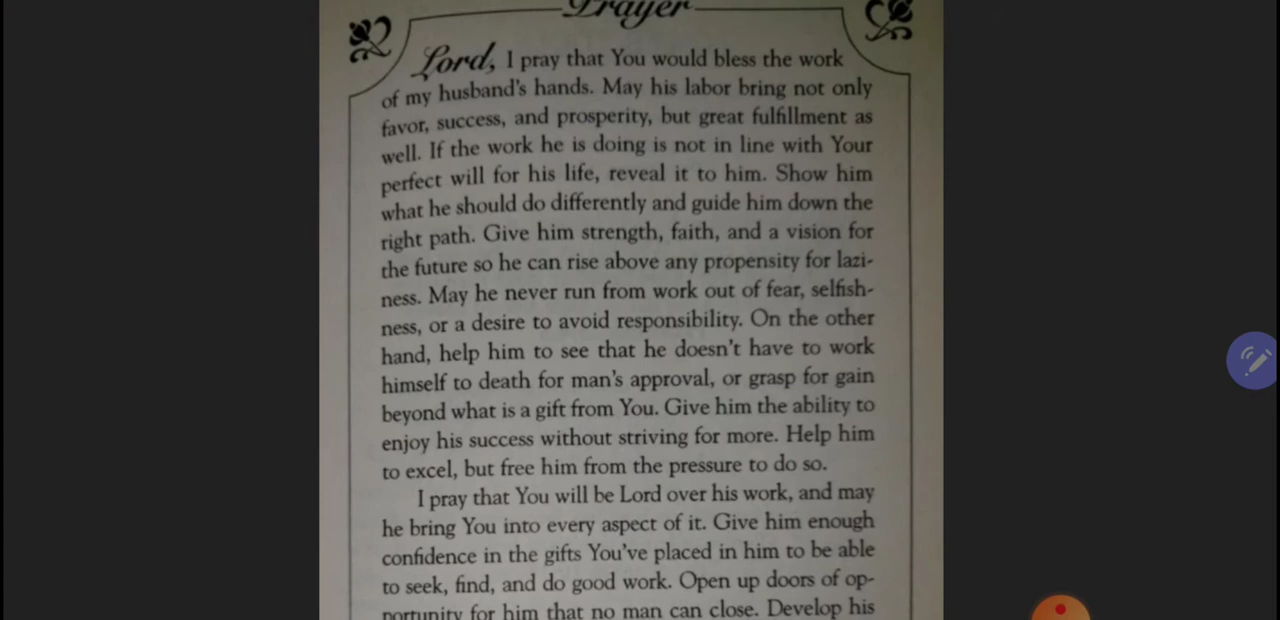 Prayer
Lord, I pray that You would bless the work
of my husband's hands. May his labor bring not only
favor, success, and prosperity, but great fulfillment as
well. If the work he is doing is not in line with Your
perfect will for his life, reveal it to him. Show him
what he should do differently and guide him down the
right path. Give him strength, faith, and a vision for
the future so he can rise above any propensity for lazi-
ness. May he never run from work out of fear, selfish-
ness, or a desire to avoid responsibility. On the other
hand, help him to see that he doesn't have to work
himself to death for man's approval, or grasp for gain
beyond what is a gift from You. Give him the ability to
enjoy his success without striving for more. Help him
to excel, but free him from the pressure to do so.
I pray that You will be Lord over his work, and may
he bring You into every aspect of it. Give him enough
confidence in the gifts You've placed in him to be able
to seek, find, and do good work. Open up doors of op-
portunity for him that no man can close. Develop his